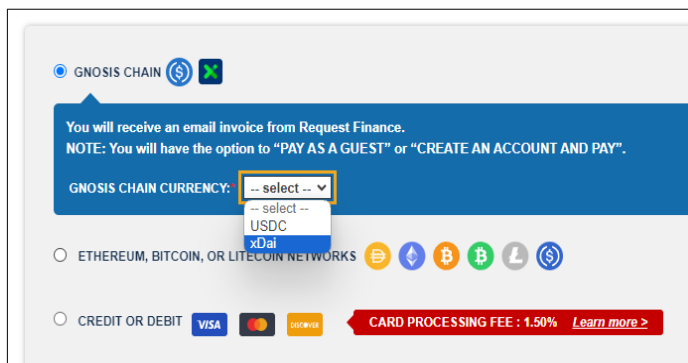 GNOSIS CHAIN
You will receive an email invoice from Request Finance.
NOTE: You will have the option to “PAY AS A GUEST” or “CREATE AN ACCOUNT AND PAY”.
GNOSIS CHAIN CURRENCY:* -- select --
-- select --
USDC
xDai
ETHEREUM, BITCOIN, OR LITECOIN NETWORKS
CREDIT OR DEBIT VISA DISCOVER CARD PROCESSING FEE : 1.50% Learn more >